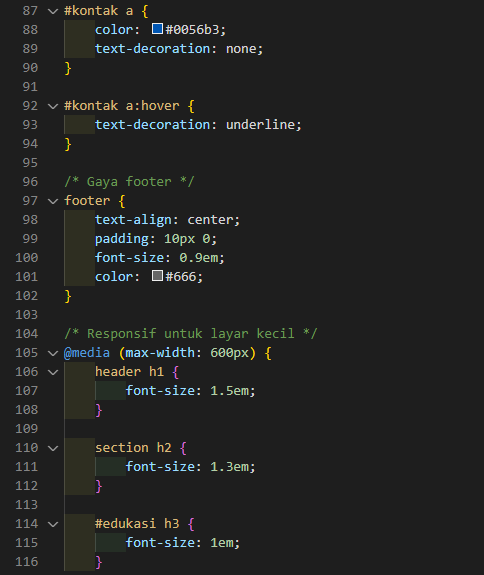 87 #kontak a {
88     color: #0056b3;
89     text-decoration: none;
90 }
91
92 #kontak a:hover {
93     text-decoration: underline;
94 }
95
96 /* Gaya footer */
97 footer {
98     text-align: center;
99     padding: 10px 0;
100     font-size: 0.9em;
101     color: #666;
102 }
103
104 /* Responsif untuk layar kecil */
105 @media (max-width: 600px) {
106     header h1 {
107         font-size: 1.5em;
108     }
109
110     section h2 {
111         font-size: 1.3em;
112     }
113
114     #edukasi h3 {
115         font-size: 1em;
116     }